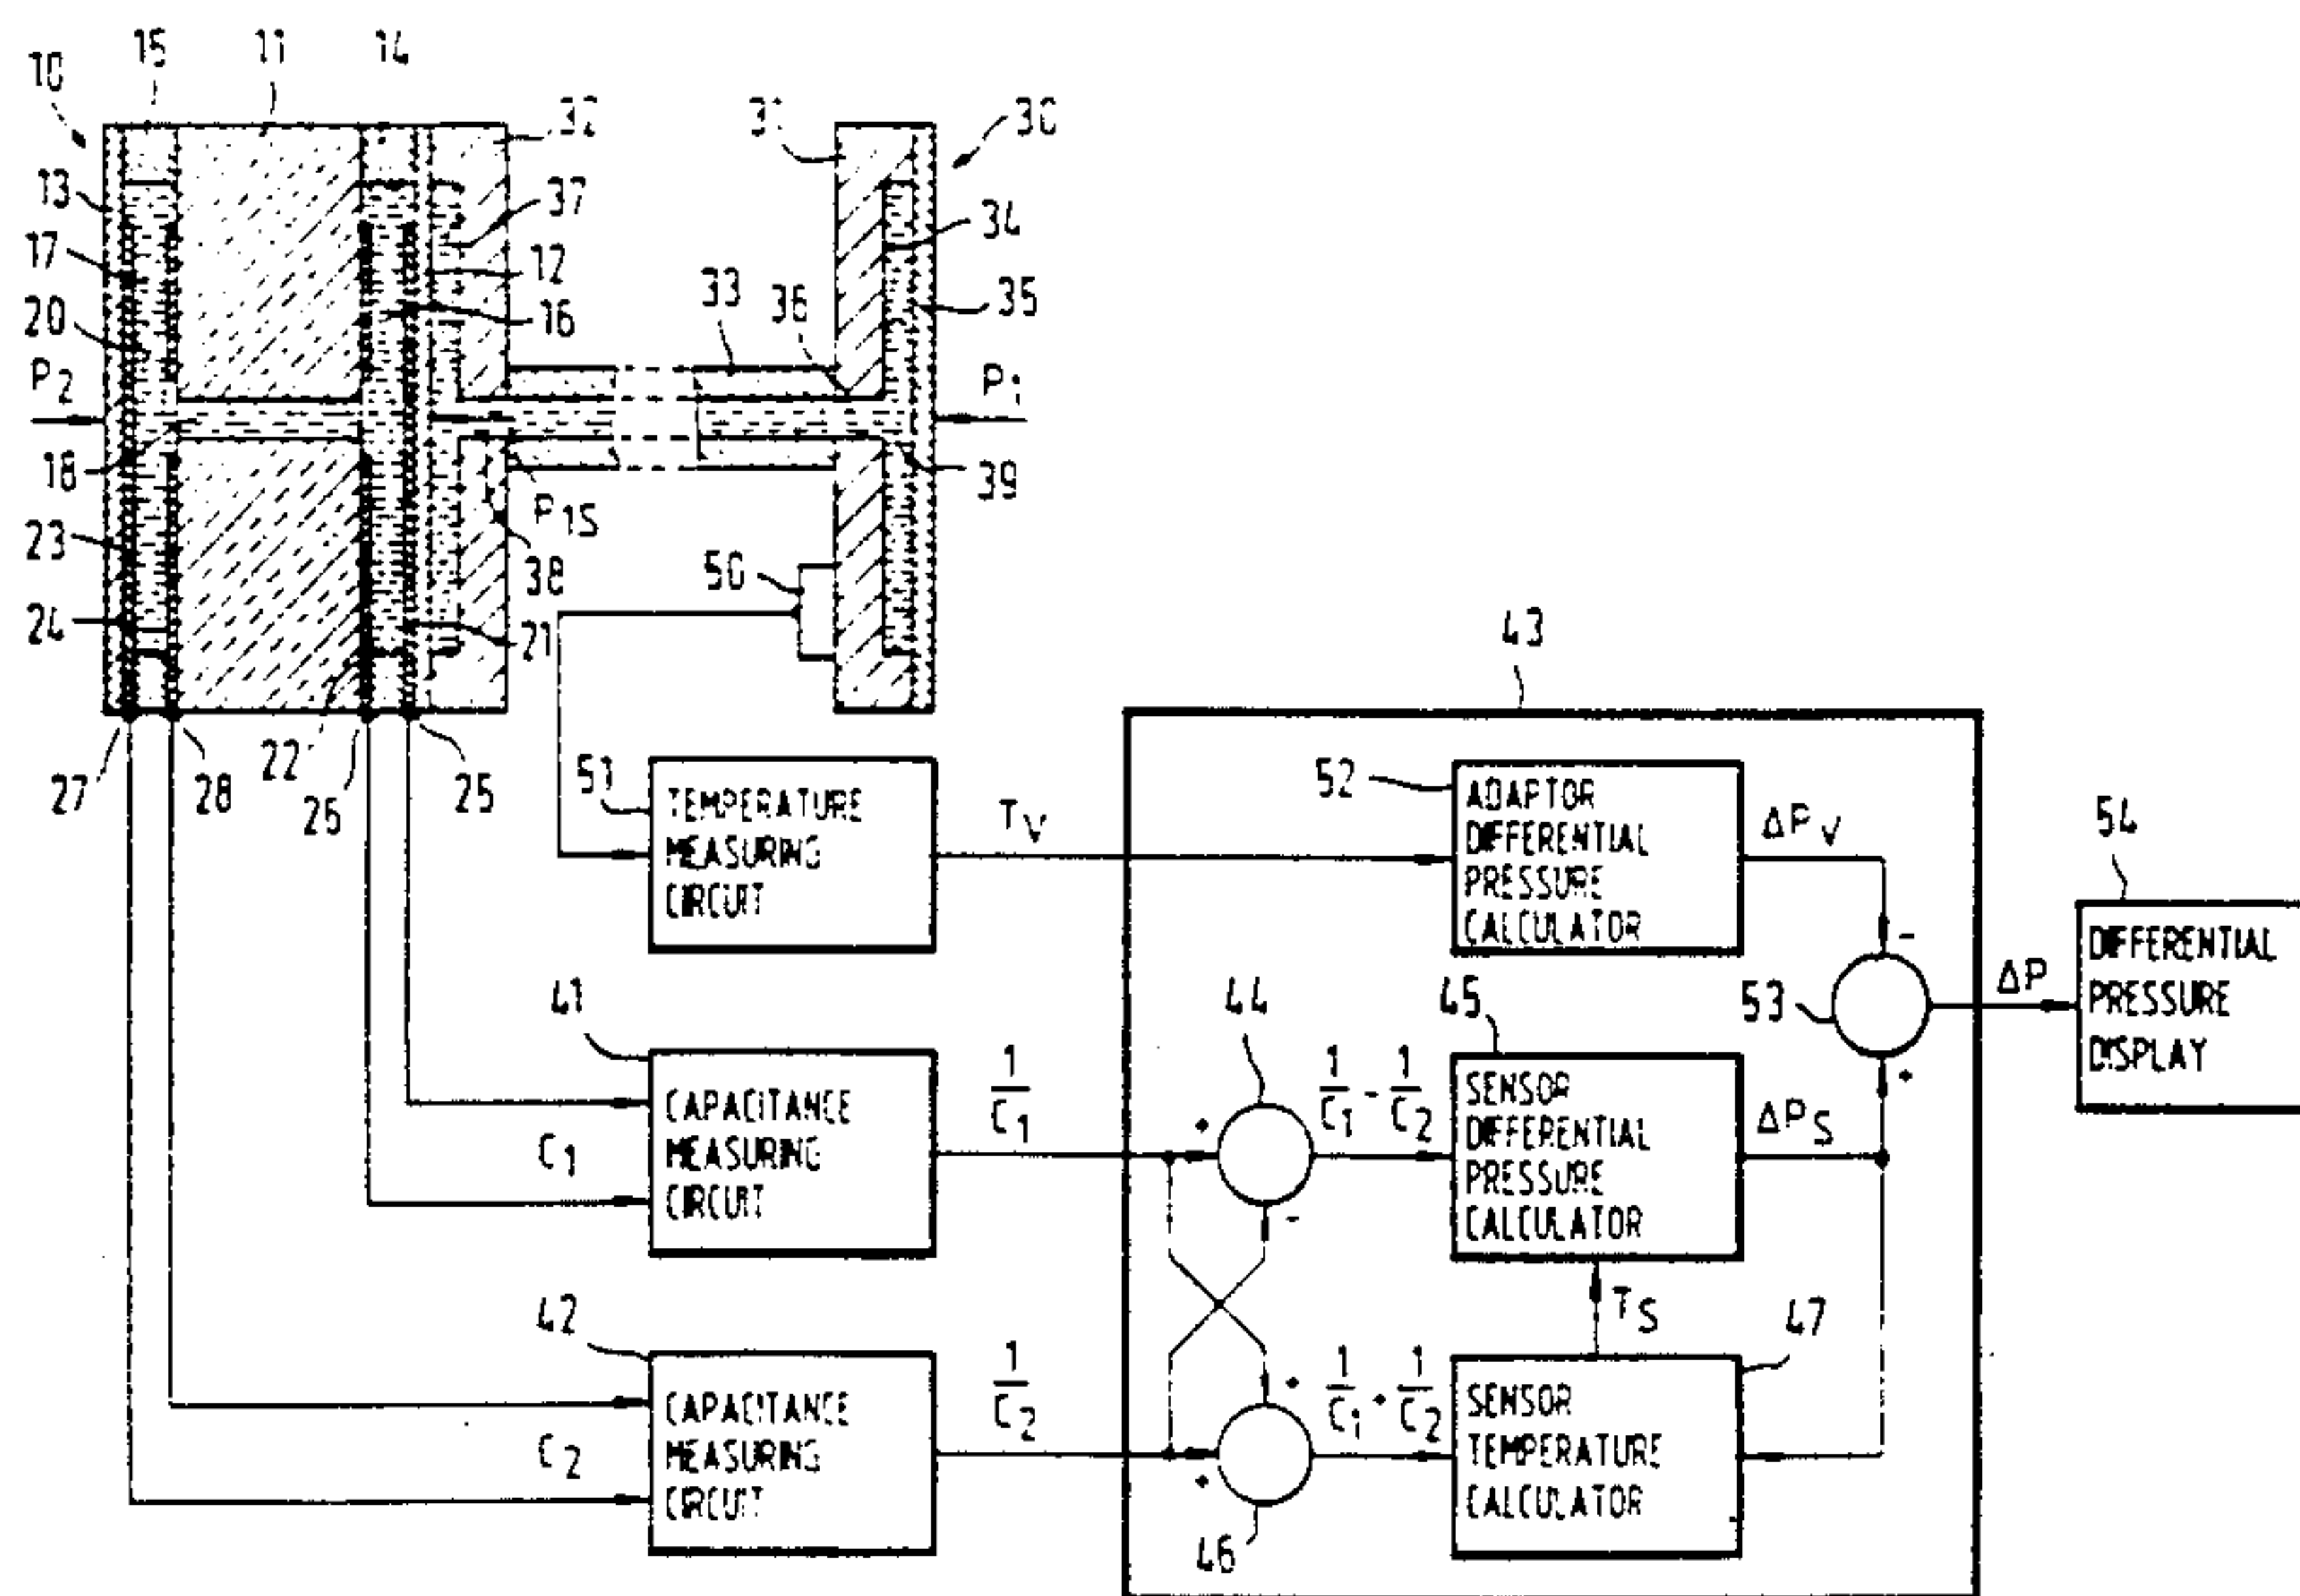 15 11 14
10
32
31
30
13
37
34
17
12
33 36
35
20
16
P2
P1
18
39
23
P1S
38
50
24
21
43
27 28 22 26 25
51
TEMPERATURE
MEASURING
CIRCUIT
TV
52
ADAPTOR
DIFFERENTIAL
PRESSURE
CALCULATOR
ΔPV
-
54
DIFFERENTIAL
PRESSURE
DISPLAY
ΔP
53
+
41
CAPACITANCE
MEASURING
CIRCUIT
C1
1/C1
44
+
-
1/C1 - 1/C2
45
SENSOR
DIFFERENTIAL
PRESSURE
CALCULATOR
ΔPS
TS
42
CAPACITANCE
MEASURING
CIRCUIT
C2
1/C2
+
+
46
1/C1 + 1/C2
47
SENSOR
TEMPERATURE
CALCULATOR